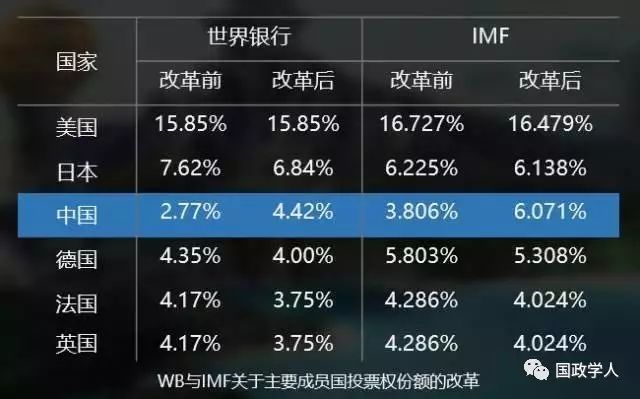 国家 世界银行 IMF
改革前 改革后 改革前 改革后
美国 15.85% 15.85% 16.727% 16.479%
日本 7.62% 6.84% 6.225% 6.138%
中国 2.77% 4.42% 3.806% 6.071%
德国 4.35% 4.00% 5.803% 5.308%
法国 4.17% 3.75% 4.286% 4.024%
英国 4.17% 3.75% 4.286% 4.024%
WB与IMF关于主要成员国投票权份额的改革
国政学人